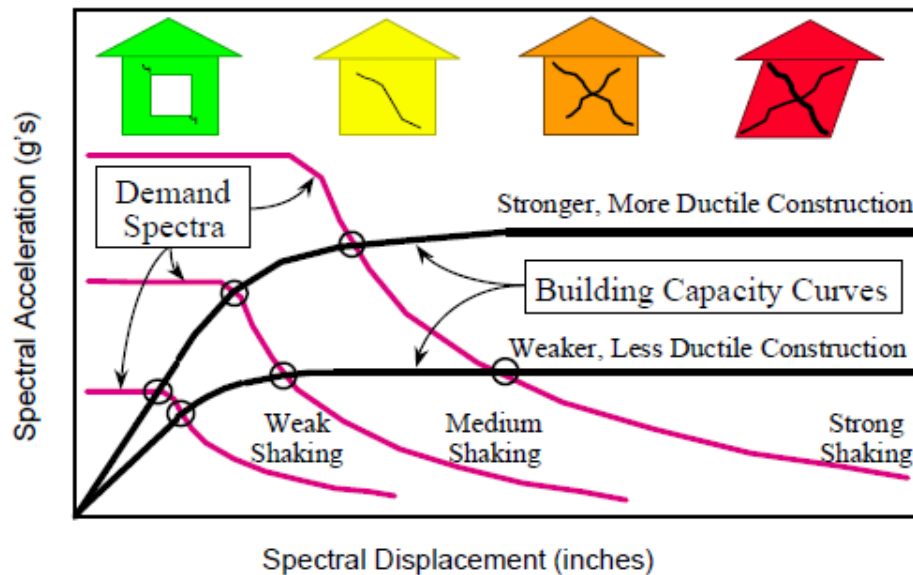 Spectral Acceleration (g's)
Demand
Spectra
Stronger, More Ductile Construction
Building Capacity Curves
Weaker, Less Ductile Construction
Weak
Shaking
Medium
Shaking
Strong
Shaking
Spectral Displacement (inches)